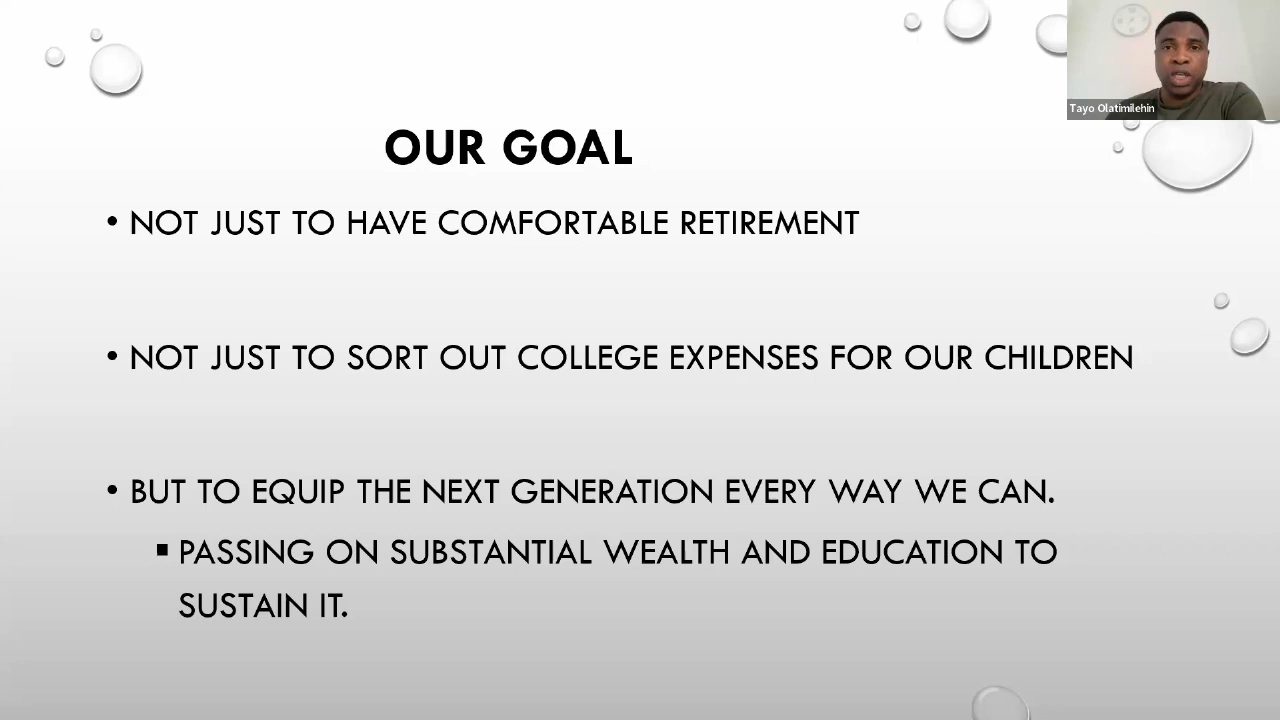 Tayo Olatimilehin
OUR GOAL
• NOT JUST TO HAVE COMFORTABLE RETIREMENT
• NOT JUST TO SORT OUT COLLEGE EXPENSES FOR OUR CHILDREN
• BUT TO EQUIP THE NEXT GENERATION EVERY WAY WE CAN.
▪ PASSING ON SUBSTANTIAL WEALTH AND EDUCATION TO
SUSTAIN IT.